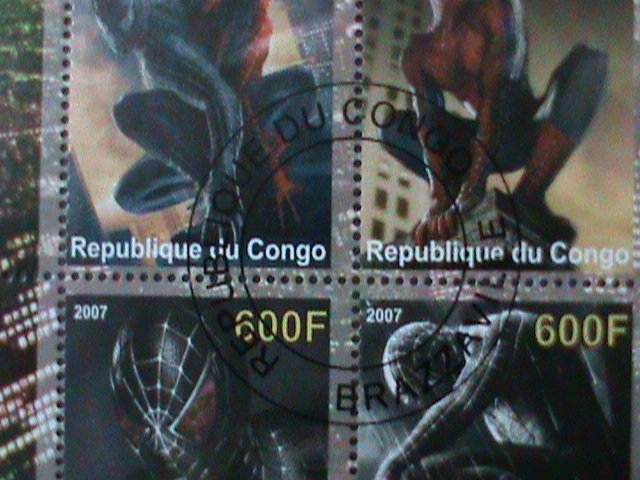 Republique du Congo
Republique du Congo
2007
600F
2007
600F
REPUBLIQUE DU CONGO
BRAZZAVILLE